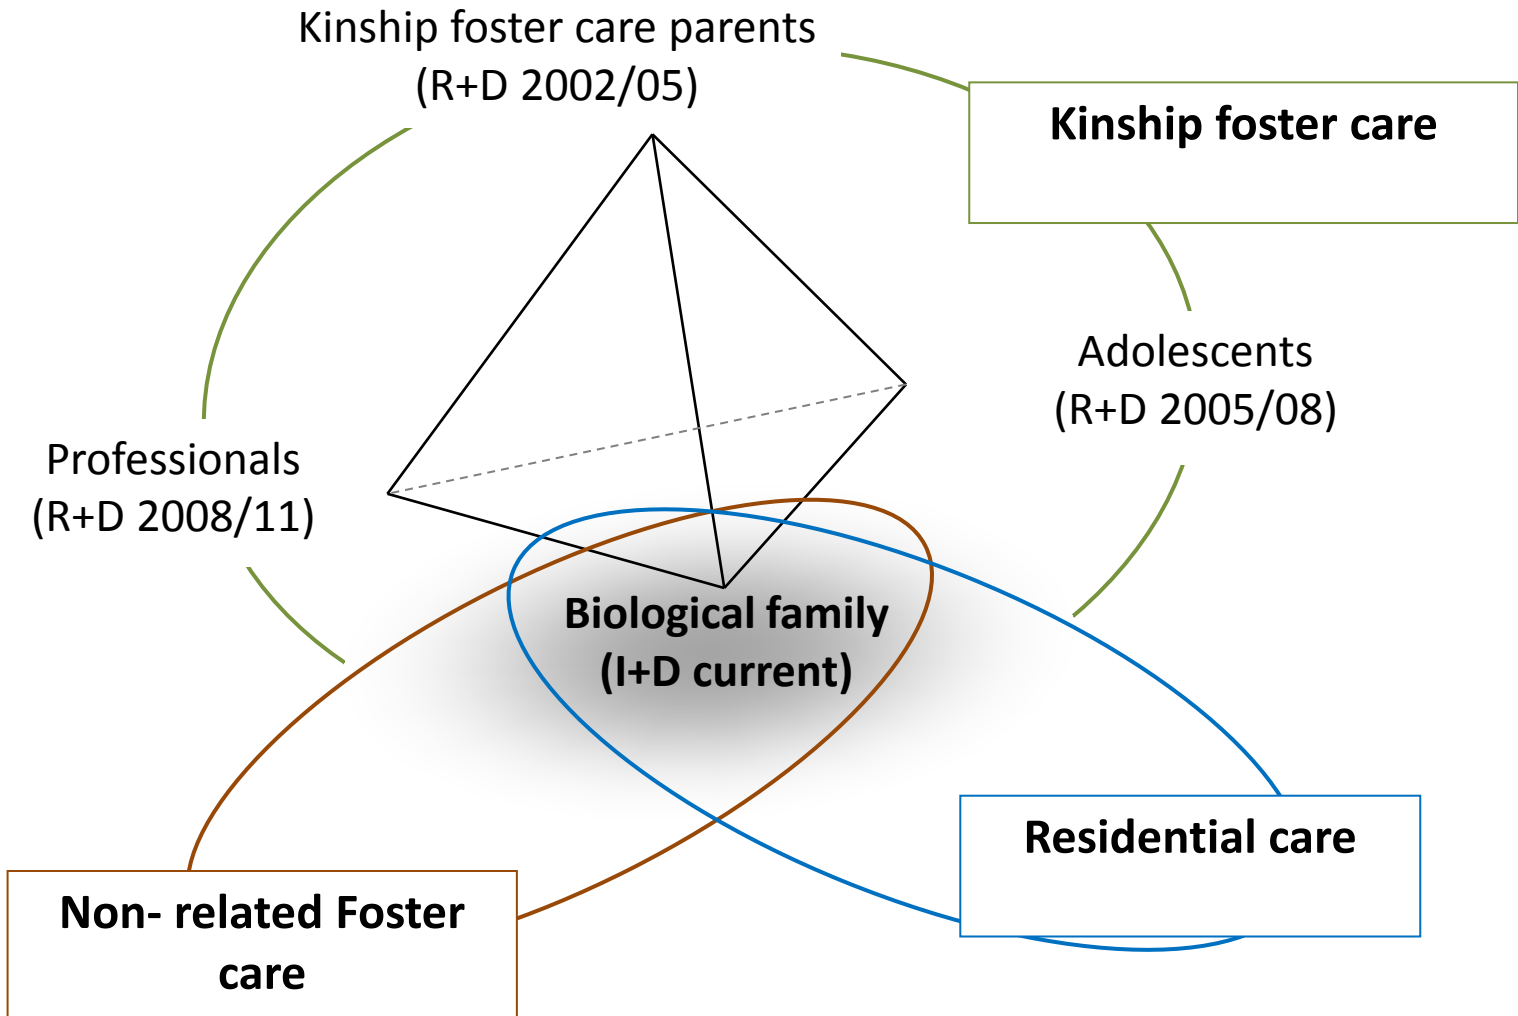 Kinship foster care parents
(R+D 2002/05)
Kinship foster care
Adolescents
(R+D 2005/08)
Professionals
(R+D 2008/11)
Biological family
(I+D current)
Residential care
Non- related Foster
care